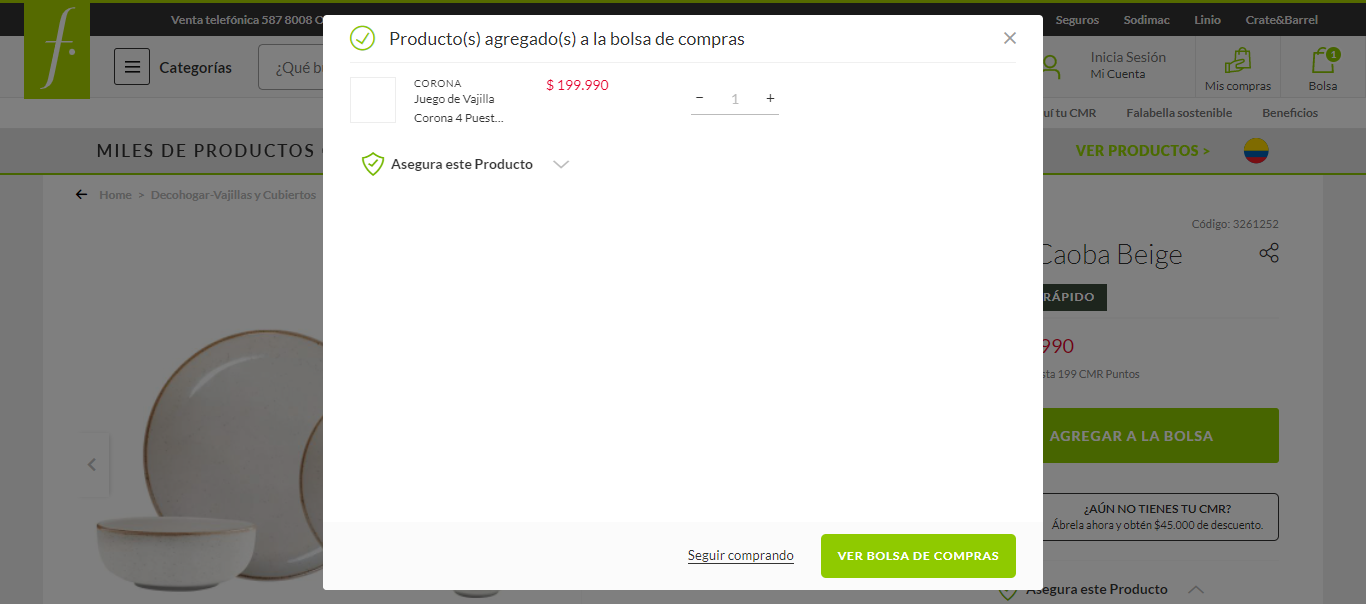 Venta telefónica 587 8008
Seguros
Sodimac
Linio
Crate&Barrel
f.
Categorías
¿Qué
Inicia Sesión
Mi Cuenta
Mis compras
1
Bolsa
tu CMR
Falabella sostenible
Beneficios
MILES DE PRODUCTOS
VER PRODUCTOS >
Home > Decohogar-Vajillas y Cubiertos
Producto(s) agregado(s) a la bolsa de compras
CORONA
Juego de Vajilla
Corona 4 Puest...
$ 199.990
− 1 +
Asegura este Producto
Seguir comprando
VER BOLSA DE COMPRAS
Código: 3261252
Caoba Beige
RÁPIDO
990
199 CMR Puntos
AGREGAR A LA BOLSA
¿AÚN NO TIENES TU CMR?
Ábrela ahora y obtén $45.000 de descuento.
Asegura este Producto